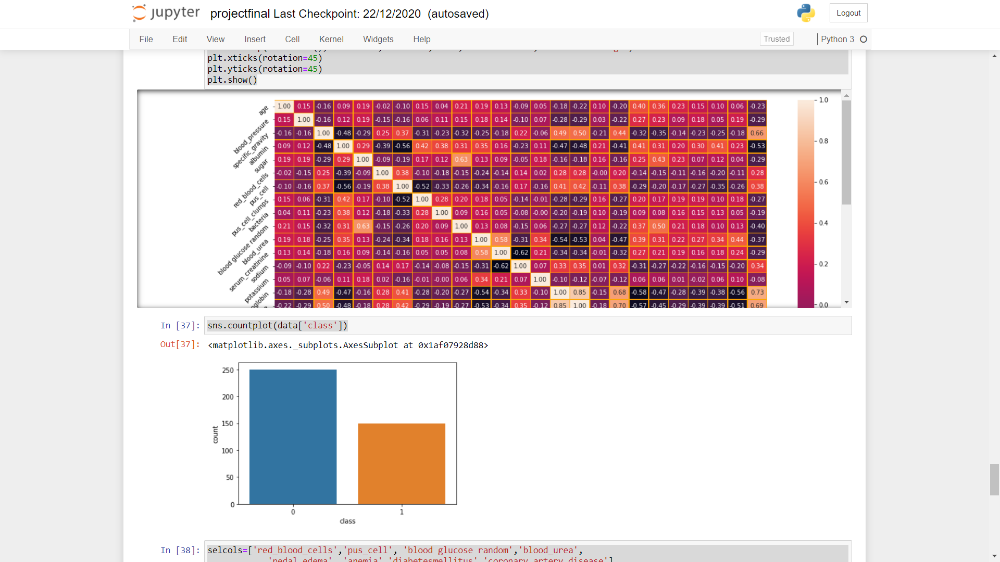 jupyter projectfinal Last Checkpoint: 22/12/2020 (autosaved) Logout
File Edit View Insert Cell Kernel Widgets Help Trusted Python 3
plt.xticks(rotation=45)
plt.yticks(rotation=45)
plt.show()
age 1.00 0.15 -0.16 0.09 0.19 -0.02 -0.10 0.15 0.04 0.21 0.19 0.13 -0.09 0.05 -0.18 -0.22 0.10 -0.20 0.40 0.36 0.23 0.15 0.10 0.06 -0.23
blood_pressure 0.15 1.00 -0.16 0.12 0.19 -0.15 -0.16 0.06 0.11 0.15 0.18 0.14 -0.10 0.07 -0.28 -0.29 0.03 -0.22 0.27 0.23 0.09 0.18 0.05 0.19 -0.29
specific_gravity -0.16 -0.16 1.00 -0.48 -0.29 0.25 0.37 -0.31 -0.23 -0.32 -0.25 -0.18 0.22 -0.06 0.49 0.50 -0.21 0.44 -0.32 -0.35 -0.14 -0.23 -0.25 -0.18 0.66
albumin 0.09 0.12 -0.48 1.00 0.29 -0.39 -0.56 0.42 0.38 0.31 0.35 0.16 -0.23 0.11 -0.47 -0.48 0.21 -0.41 0.41 0.31 0.20 0.30 0.41 0.23 -0.53
sugar 0.19 0.19 -0.29 0.29 1.00 -0.09 -0.19 0.17 0.12 0.63 0.13 0.09 -0.05 0.18 -0.16 -0.18 0.16 -0.16 0.25 0.43 0.23 0.07 0.12 0.04 -0.29
red_blood_cells -0.02 -0.15 0.25 -0.39 -0.09 1.00 0.38 -0.10 -0.18 -0.15 -0.24 -0.14 0.14 0.02 0.28 0.28 -0.00 0.20 -0.14 -0.15 -0.11 -0.16 -0.20 -0.11 0.28
pus_cell -0.10 -0.16 0.37 -0.56 -0.19 0.38 1.00 -0.52 -0.33 -0.26 -0.34 -0.16 0.17 -0.16 0.41 0.42 -0.11 0.38 -0.29 -0.20 -0.17 -0.27 -0.35 -0.26 0.38
pus_cell_clumps 0.15 0.06 -0.31 0.42 0.17 -0.10 -0.52 1.00 0.28 0.20 0.18 0.05 -0.14 -0.01 -0.28 -0.29 0.16 -0.27 0.20 0.17 0.19 0.19 0.10 0.18 -0.27
bacteria 0.04 0.11 -0.23 0.38 0.12 -0.18 -0.33 0.28 1.00 0.09 0.16 0.05 -0.08 -0.00 -0.20 -0.19 0.10 -0.19 0.09 0.08 0.16 0.15 0.13 0.05 -0.19
blood glucose random 0.21 0.15 -0.32 0.31 0.63 -0.15 -0.26 0.20 0.09 1.00 0.13 0.08 -0.15 0.06 -0.27 -0.27 0.12 -0.22 0.37 0.50 0.21 0.18 0.10 0.13 -0.40
blood_urea 0.19 0.18 -0.25 0.35 0.13 -0.24 -0.34 0.18 0.16 0.13 1.00 0.58 -0.31 0.34 -0.54 -0.53 0.04 -0.47 0.39 0.31 0.22 0.27 0.34 0.44 -0.37
serum_creatinine 0.13 0.14 -0.18 0.16 0.09 -0.14 -0.16 0.05 0.05 0.08 0.58 1.00 -0.62 0.21 -0.34 -0.34 -0.01 -0.32 0.27 0.21 0.19 0.16 0.18 0.24 -0.29
sodium -0.09 -0.10 0.22 -0.23 -0.05 0.14 0.17 -0.14 -0.08 -0.15 -0.31 -0.62 1.00 0.07 0.33 0.35 0.01 0.32 -0.31 -0.27 -0.22 -0.16 -0.15 -0.20 0.34
potassium 0.05 0.07 -0.06 0.11 0.18 0.02 -0.16 -0.01 -0.00 0.06 0.34 0.21 0.07 1.00 -0.10 -0.12 -0.07 -0.12 0.06 0.06 0.01 -0.02 0.06 0.10 -0.08
nglobin -0.18 -0.28 0.49 -0.47 -0.16 0.28 0.41 -0.28 -0.20 -0.27 -0.54 -0.34 0.33 -0.10 1.00 0.85 -0.15 0.68 -0.58 -0.47 -0.28 -0.39 -0.38 -0.56 0.73
-0.22 -0.29 0.50 -0.48 -0.18 0.28 0.42 -0.29 -0.19 -0.27 -0.53 -0.34 0.35 -0.12 0.85 1.00 -0.18 0.70 -0.57 -0.45 -0.29 -0.39 -0.39 -0.51 0.69
1.0
0.8
0.6
0.4
0.2
0.0
In [37]: sns.countplot(data['class'])
Out[37]: <matplotlib.axes._subplots.AxesSubplot at 0x1af07928d88>
250
200
150
100
50
0
count
0 1
class
In [38]: selcols=['red_blood_cells','pus_cell', 'blood glucose random','blood_urea',
'pedal_edema', 'anemia','diabetesmellitus','coronary_artery_disease']